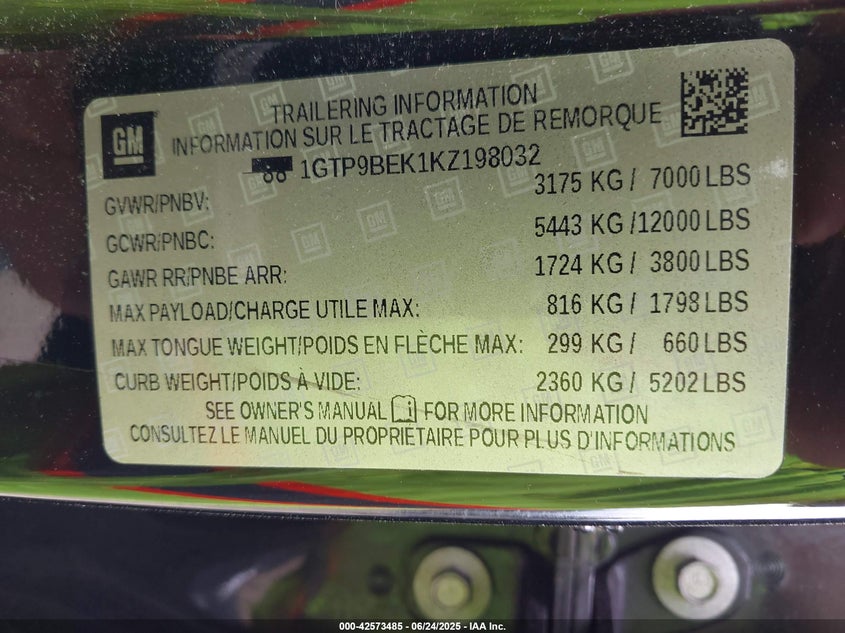 GM
TRAILERING INFORMATION
INFORMATION SUR LE TRACTAGE DE REMORQUE
1GTP9BEK1KZ198032
GVWR/PNBV: 3175 KG / 7000 LBS
GCWR/PNBC: 5443 KG /12000 LBS
GAWR RR/PNBE ARR: 1724 KG / 3800 LBS
MAX PAYLOAD/CHARGE UTILE MAX: 816 KG / 1798 LBS
MAX TONGUE WEIGHT/POIDS EN FLÈCHE MAX: 299 KG / 660 LBS
CURB WEIGHT/POIDS À VIDE: 2360 KG / 5202 LBS
SEE OWNER'S MANUAL FOR MORE INFORMATION
CONSULTEZ LE MANUEL DU PROPRIÉTAIRE POUR PLUS D'INFORMATIONS
000-42573485 - 06/24/2025 - IAA Inc.